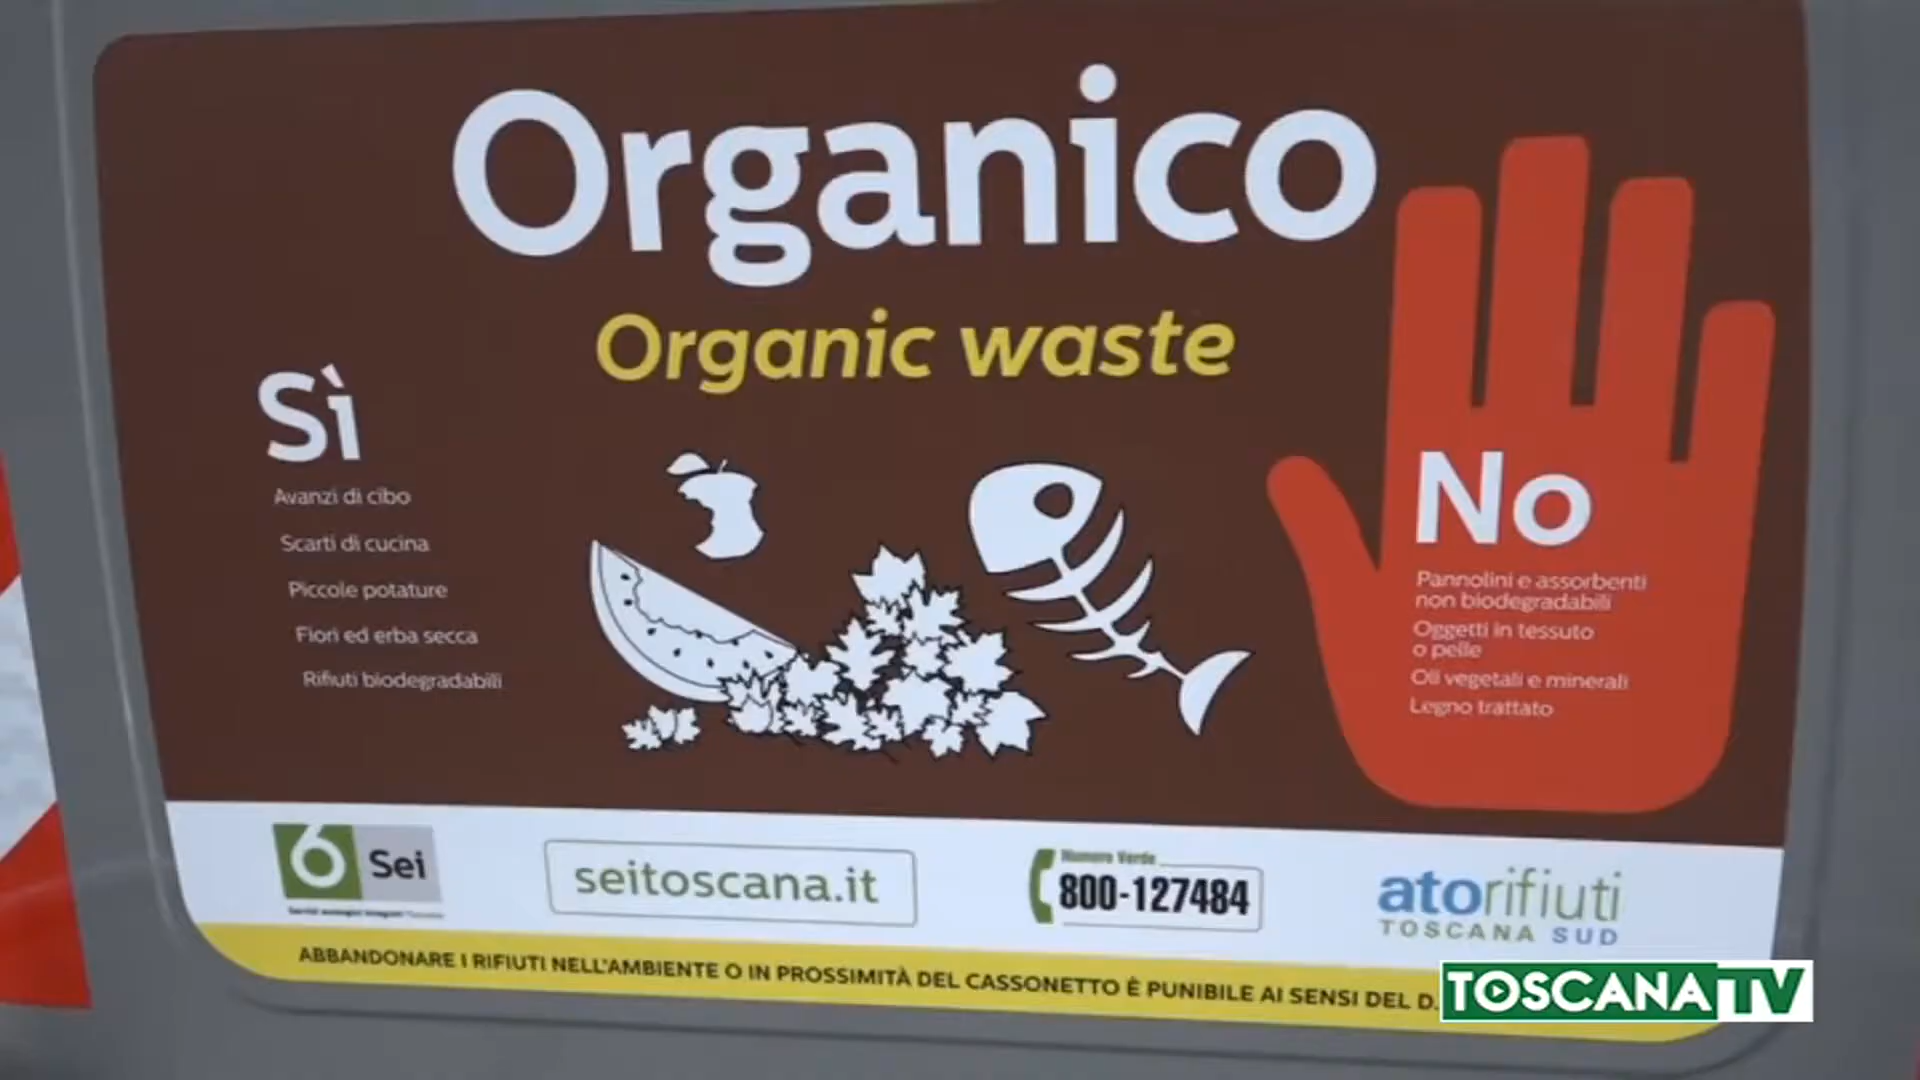 Organico
Organic waste
Sì
Avanzi di cibo
Scarti di cucina
Piccole potature
Fiori ed erba secca
Rifiuti biodegradabili
No
Pannolini e assorbenti
non biodegradabili
Oggetti in tessuto
o pelle
Oli vegetali e minerali
Legno trattato
6 Sei
seitoscana.it
Numero Verde
800-127484
atorifiuti
TOSCANA SUD
ABBANDONARE I RIFIUTI NELL'AMBIENTE O IN PROSSIMITÀ DEL CASSONETTO È PUNIBILE AI SENSI DEL D.
TOSCANA TV